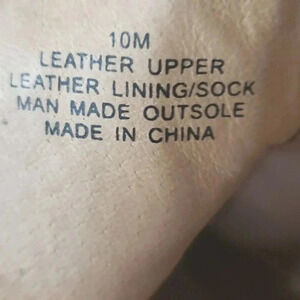 10M
LEATHER UPPER
LEATHER LINING/SOCK
MAN MADE OUTSOLE
MADE IN CHINA